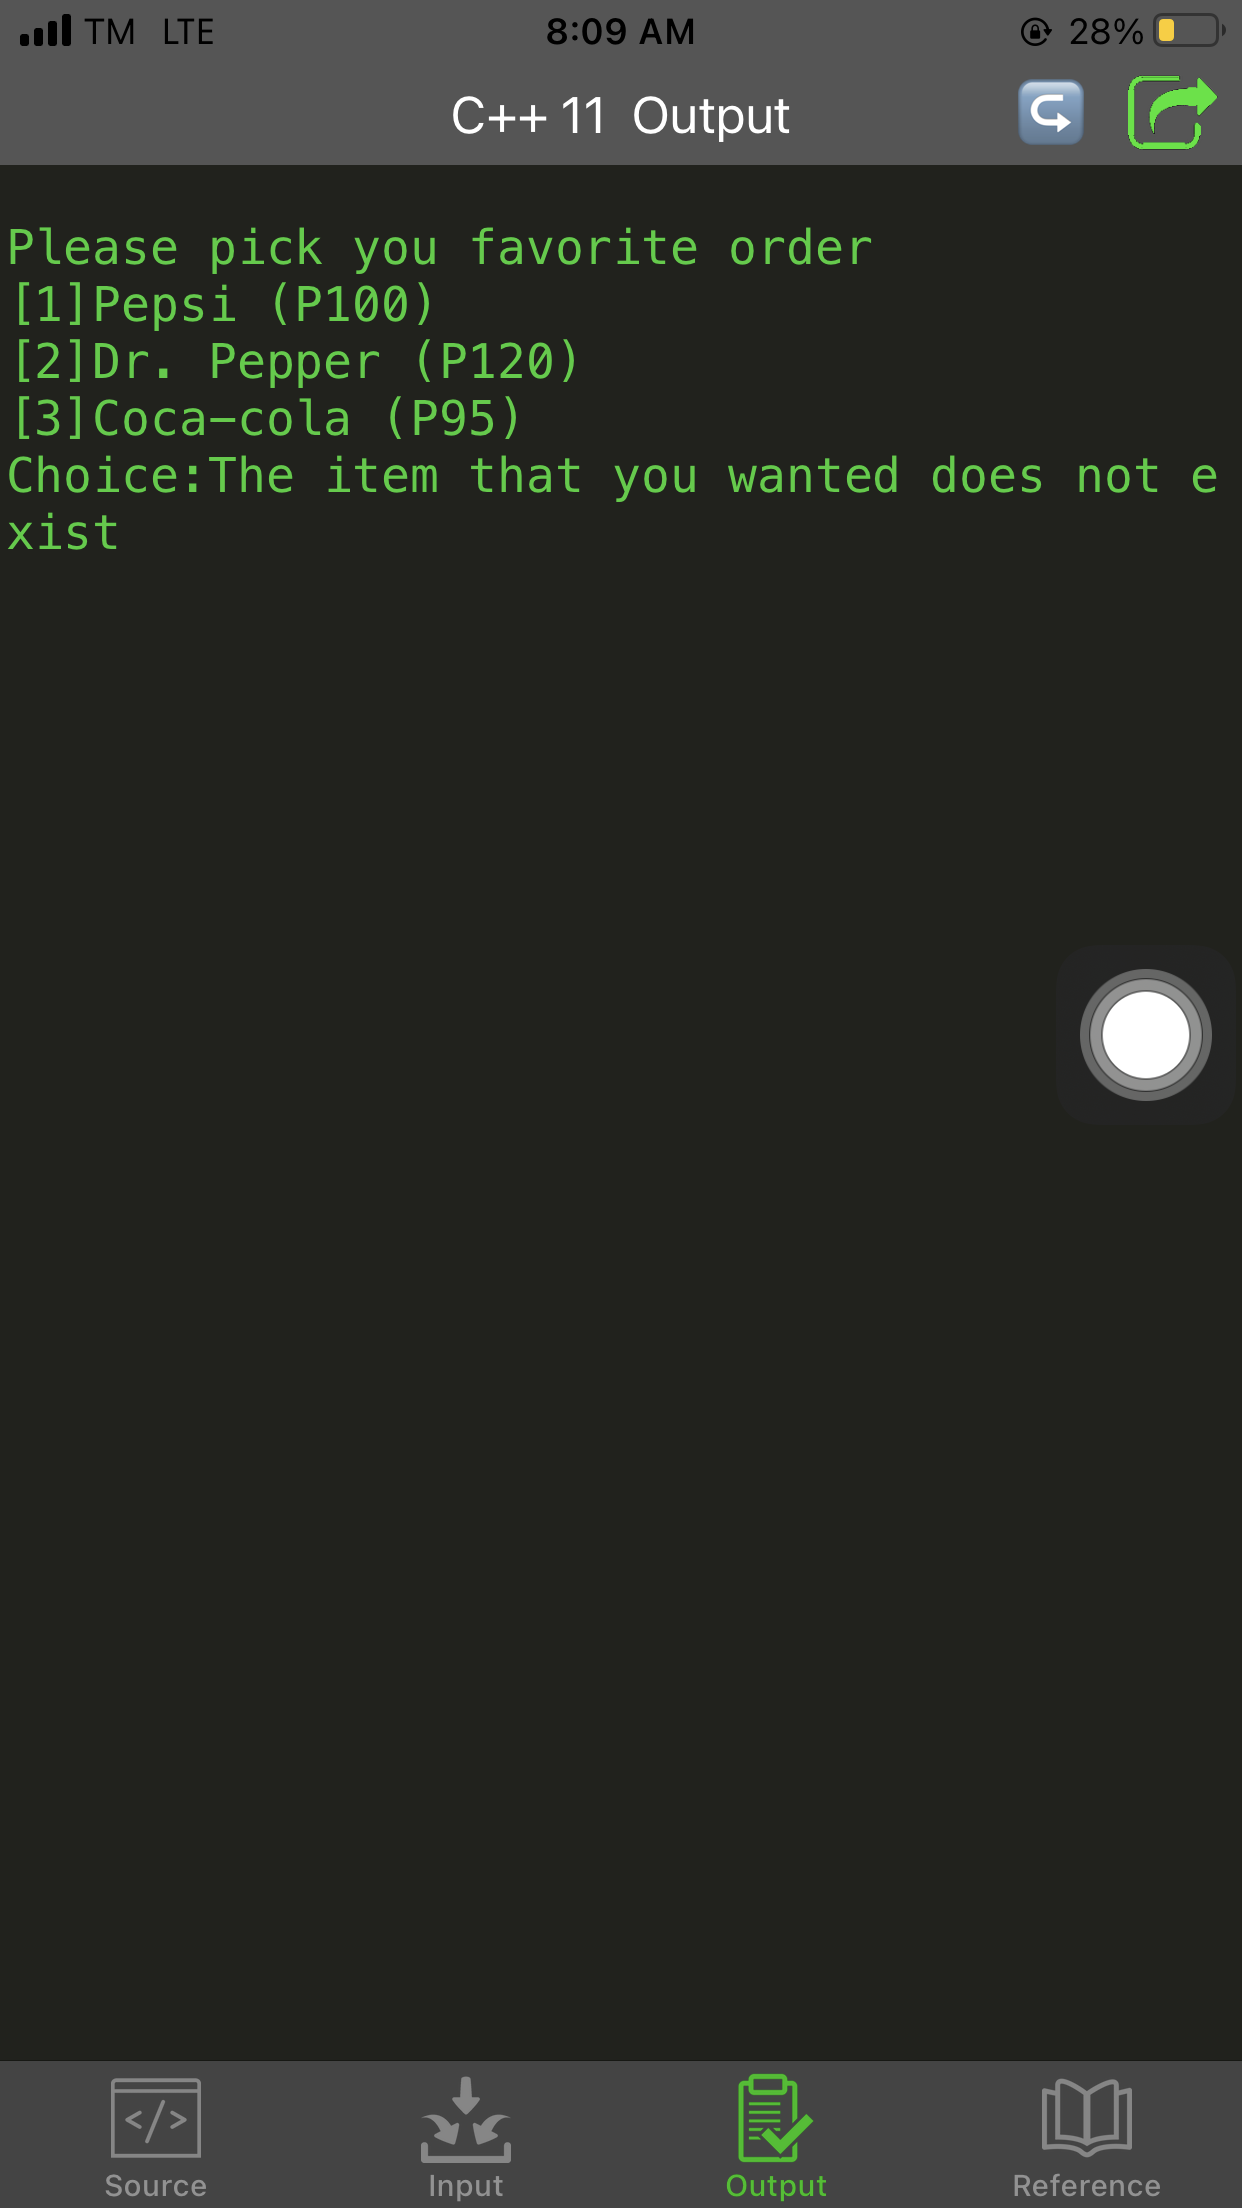 TM LTE 8:09 AM 28%
C++ 11 Output
Please pick you favorite order
[1]Pepsi (P100)
[2]Dr. Pepper (P120)
[3]Coca-cola (P95)
Choice:The item that you wanted does not e
xist
Source Input Output Reference